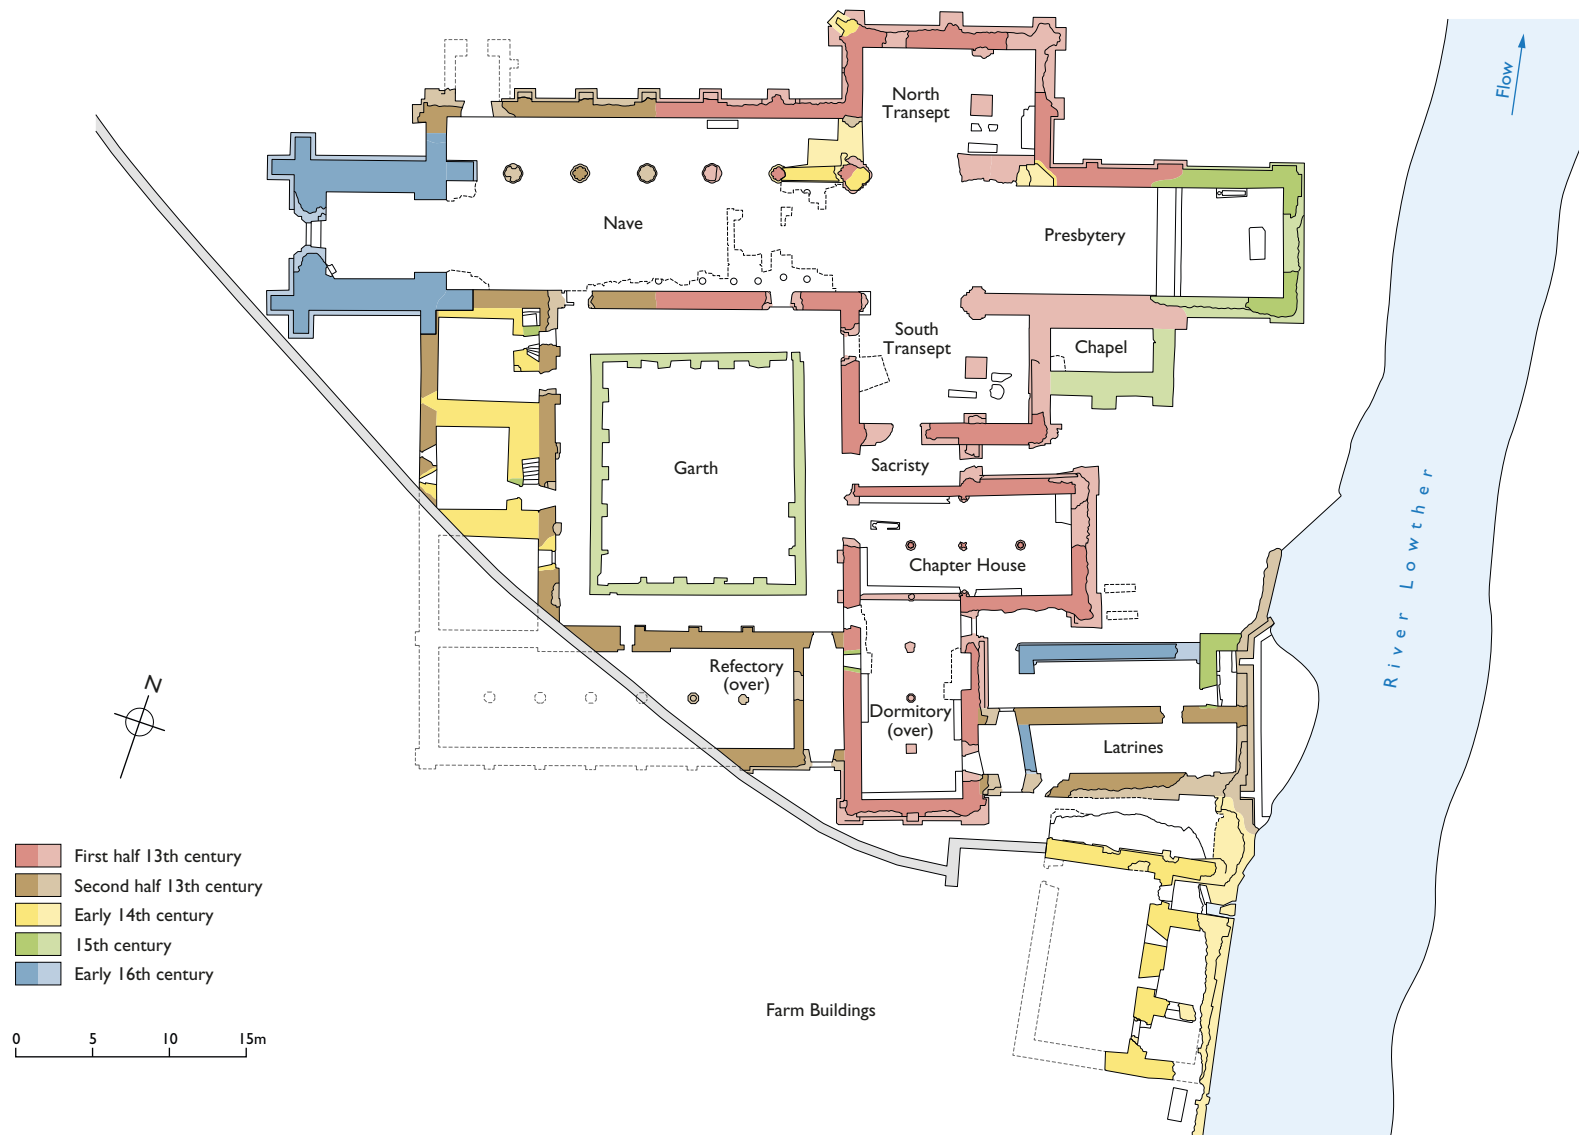 North
Transept
Flow
Nave
Presbytery
South
Transept
Chapel
Garth
Sacristy
Chapter House
River Lowther
Refectory
(over)
N
Dormitory
(over)
Latrines
First half 13th century
Second half 13th century
Early 14th century
15th century
Early 16th century
Farm Buildings
0 5 10 15m